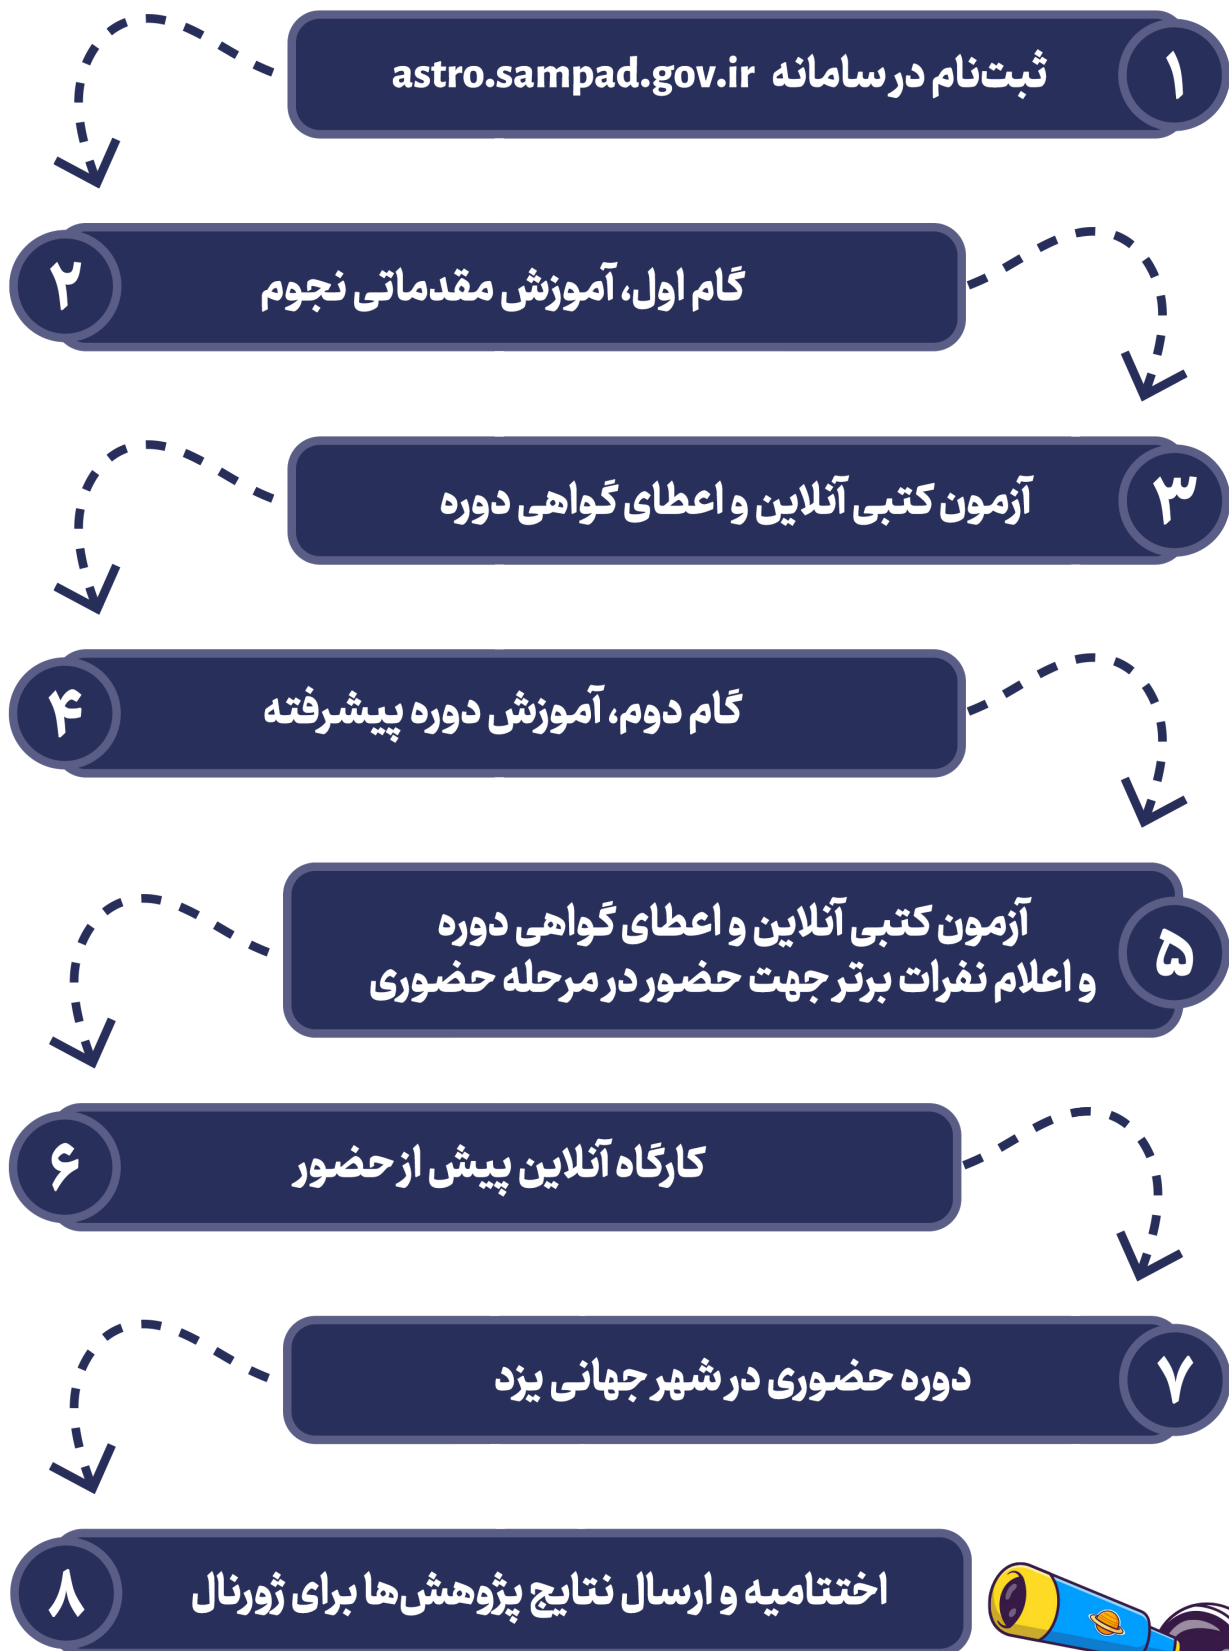 ۱
ثبت‌نام در سامانه astro.sampad.gov.ir
۲
گام اول، آموزش مقدماتی نجوم
۳
آزمون کتبی آنلاین و اعطای گواهی دوره
۴
گام دوم، آموزش دوره پیشرفته
۵
آزمون کتبی آنلاین و اعطای گواهی دوره
و اعلام نفرات برتر جهت حضور در مرحله حضوری
۶
کارگاه آنلاین پیش از حضور
۷
دوره حضوری در شهر جهانی یزد
۸
اختتامیه و ارسال نتایج پژوهش‌ها برای ژورنال